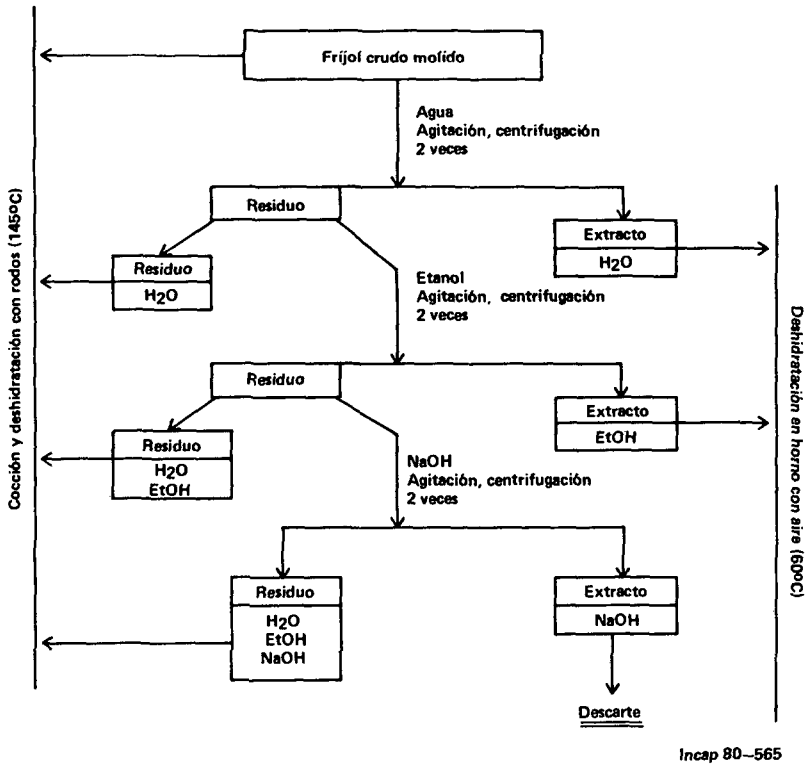 Fríjol crudo molido
Agua
Agitación, centrifugación
2 veces
Residuo
Extracto
H2O
Residuo
H2O
Etanol
Agitación, centrifugación
2 veces
Residuo
Extracto
EtOH
Residuo
H2O
EtOH
NaOH
Agitación, centrifugación
2 veces
Residuo
H2O
EtOH
NaOH
Extracto
NaOH
Descarte
Cocción y deshidratación con rodos (145ºC)
Deshidratación en horno con aire (60ºC)
Incap 80–565